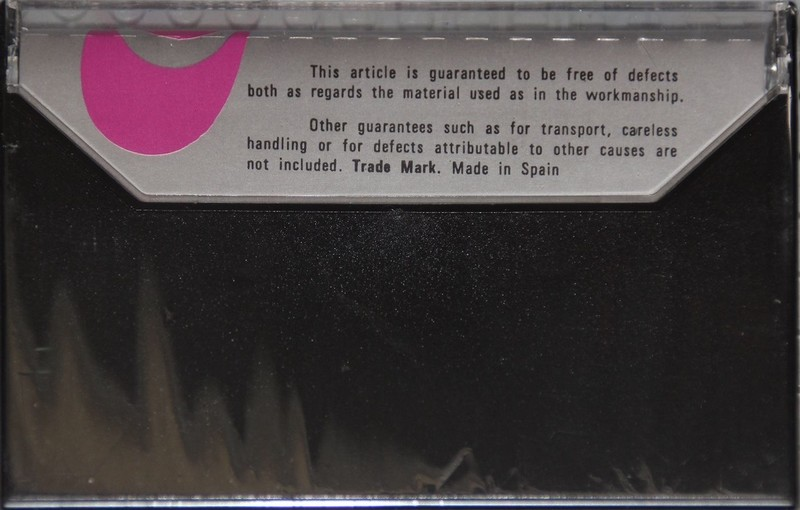 This article is guaranteed to be free of defects
both as regards the material used as in the workmanship.
Other guarantees such as for transport, careless
handling or for defects attributable to other causes are
not included. Trade Mark. Made in Spain